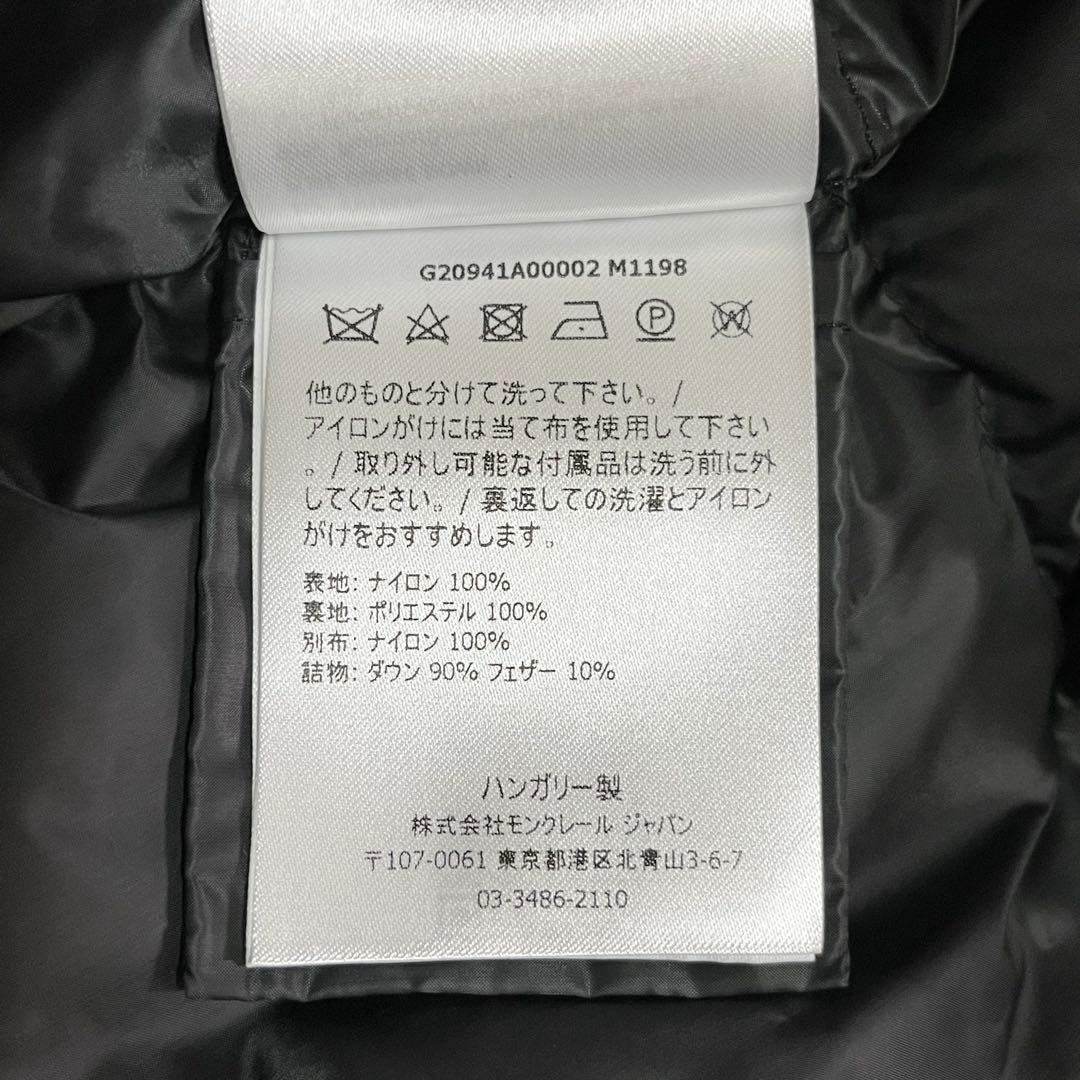 G20941A00002 M1198
P
W
他のものと分けて洗って下さい。/
アイロンがけには当て布を使用して下さい
。/ 取り外し可能な付属品は洗う前に外
してください。/ 裏返しての洗濯とアイロン
がけをおすすめします。
表地: ナイロン 100%
裏地: ポリエステル 100%
別布: ナイロン 100%
詰物: ダウン 90% フェザー 10%
ハンガリー製
株式会社モンクレール ジャパン
〒107-0061 東京都港区北青山3-6-7
03-3486-2110